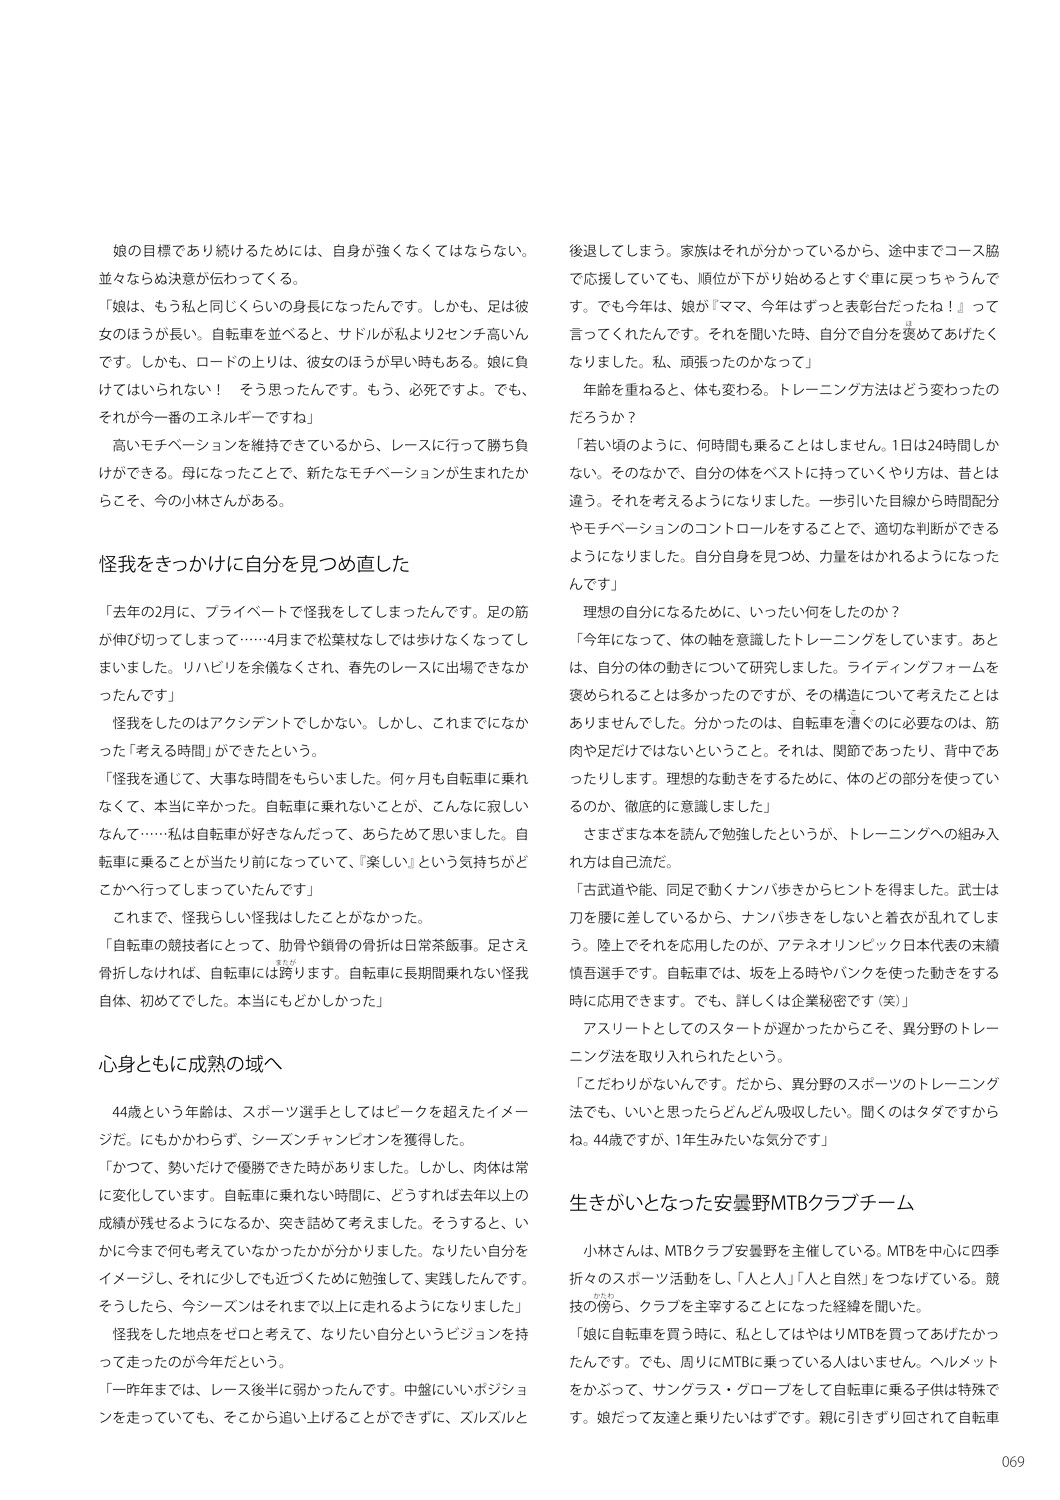 娘の目標であり続けるためには、自身が強くなくてはならない。
並々ならぬ決意が伝わってくる。
「娘は、もう私と同じくらいの身長になったんです。しかも、足は彼
女のほうが長い。自転車を並べると、サドルが私より2センチ高いん
です。しかも、ロードの上りは、彼女のほうが早い時もある。娘に負
けてはいられない！　そう思ったんです。もう、必死ですよ。でも、
それが今一番のエネルギーですね」
高いモチベーションを維持できているから、レースに行って勝ち負
けができる。母になったことで、新たなモチベーションが生まれたか
らこそ、今の小林さんがある。
怪我をきっかけに自分を見つめ直した
「去年の2月に、プライベートで怪我をしてしまったんです。足の筋
が伸び切ってしまって……4月まで松葉杖なしでは歩けなくなってし
まいました。リハビリを余儀なくされ、春先のレースに出場できなか
ったんです」
怪我をしたのはアクシデントでしかない。しかし、これまでになか
った「考える時間」ができたという。
「怪我を通じて、大事な時間をもらいました。何ヶ月も自転車に乗れ
なくて、本当に辛かった。自転車に乗れないことが、こんなに寂しい
なんて……私は自転車が好きなんだって、あらためて思いました。自
転車に乗ることが当たり前になっていて、『楽しい』という気持ちがど
こかへ行ってしまっていたんです」
これまで、怪我らしい怪我はしたことがなかった。
「自転車の競技者にとって、肋骨や鎖骨の骨折は日常茶飯事。足さえ
骨折しなければ、自転車には跨ります。自転車に長期間乗れない怪我
自体、初めてでした。本当にもどかしかった」
心身ともに成熟の域へ
44歳という年齢は、スポーツ選手としてはピークを超えたイメー
ジだ。にもかかわらず、シーズンチャンピオンを獲得した。
「かつて、勢いだけで優勝できた時がありました。しかし、肉体は常
に変化しています。自転車に乗れない時間に、どうすれば去年以上の
成績が残せるようになるか、突き詰めて考えました。そうすると、い
かに今まで何も考えていなかったかが分かりました。なりたい自分を
イメージし、それに少しでも近づくために勉強して、実践したんです。
そうしたら、今シーズンはそれまで以上に走れるようになりました」
怪我をした地点をゼロと考えて、なりたい自分というビジョンを持
って走ったのが今年だという。
「一昨年までは、レース後半に弱かったんです。中盤にいいポジショ
ンを走っていても、そこから追い上げることができずに、ズルズルと
後退してしまう。家族はそれが分かっているから、途中までコース脇
で応援していても、順位が下がり始めるとすぐ車に戻っちゃうんで
す。でも今年は、娘が『ママ、今年はずっと表彰台だったね！』って
言ってくれたんです。それを聞いた時、自分で自分を褒めてあげたく
なりました。私、頑張ったのかなって」
年齢を重ねると、体も変わる。トレーニング方法はどう変わったの
だろうか？
「若い頃のように、何時間も乗ることはしません。1日は24時間しか
ない。そのなかで、自分の体をベストに持っていくやり方は、昔とは
違う。それを考えるようになりました。一歩引いた目線から時間配分
やモチベーションのコントロールをすることで、適切な判断ができる
ようになりました。自分自身を見つめ、力量をはかれるようになった
んです」
理想の自分になるために、いったい何をしたのか？
「今年になって、体の軸を意識したトレーニングをしています。あと
は、自分の体の動きについて研究しました。ライディングフォームを
褒められることは多かったのですが、その構造について考えたことは
ありませんでした。分かったのは、自転車を漕ぐのに必要なのは、筋
肉や足だけではないということ。それは、関節であったり、背中であ
ったりします。理想的な動きをするために、体のどの部分を使ってい
るのか、徹底的に意識しました」
さまざまな本を読んで勉強したというが、トレーニングへの組み入
れ方は自己流だ。
「古武道や能、同足で動くナンバ歩きからヒントを得ました。武士は
刀を腰に差しているから、ナンバ歩きをしないと着衣が乱れてしま
う。陸上でそれを応用したのが、アテネオリンピック日本代表の末續
慎吾選手です。自転車では、坂を上る時やバンクを使った動きをする
時に応用できます。でも、詳しくは企業秘密です（笑）」
アスリートとしてのスタートが遅かったからこそ、異分野のトレー
ニング法を取り入れられたという。
「こだわりがないんです。だから、異分野のスポーツのトレーニング
法でも、いいと思ったらどんどん吸収したい。聞くのはタダですから
ね。44歳ですが、1年生みたいな気分です」
生きがいとなった安曇野MTBクラブチーム
小林さんは、MTBクラブ安曇野を主催している。MTBを中心に四季
折々のスポーツ活動をし、「人と人」「人と自然」をつなげている。競
技の傍ら、クラブを主宰することになった経緯を聞いた。
「娘に自転車を買う時に、私としてはやはりMTBを買ってあげたかっ
たんです。でも、周りにMTBに乗っている人はいません。ヘルメット
をかぶって、サングラス・グローブをして自転車に乗る子供は特殊で
す。娘だって友達と乗りたいはずです。親に引きずり回されて自転車
069